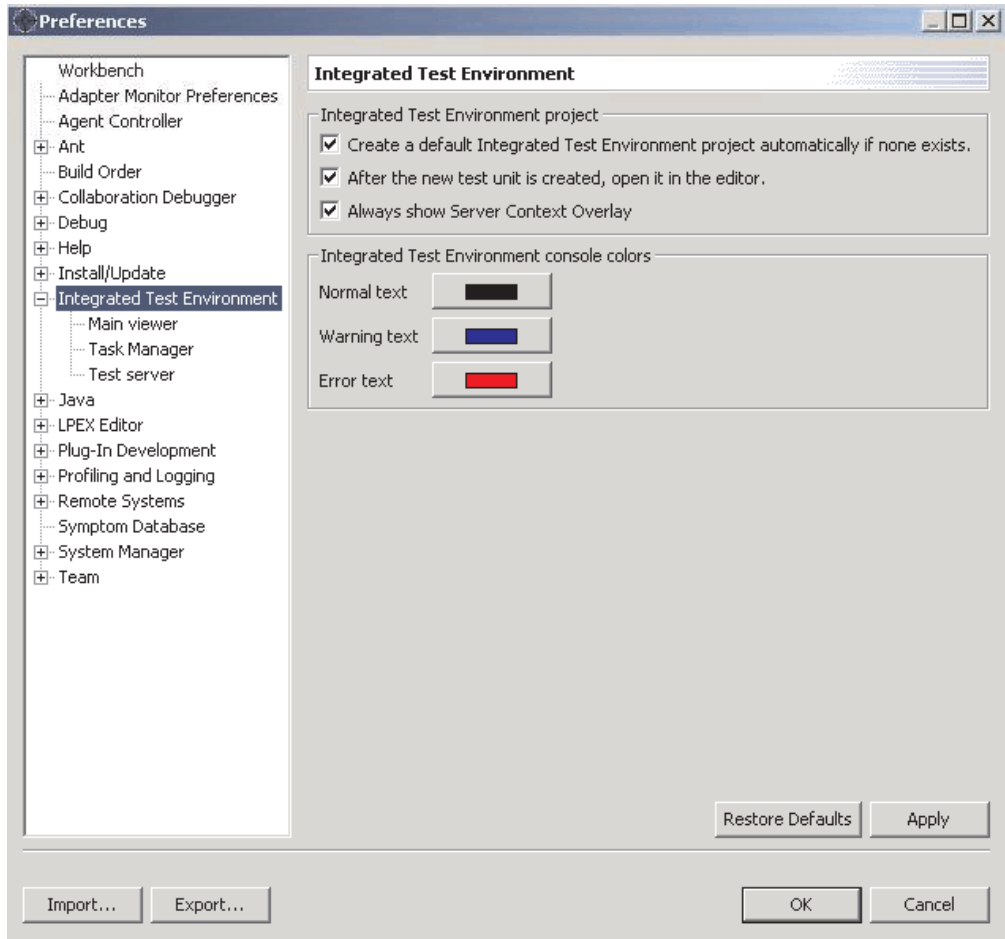 Preferences
Workbench
Adapter Monitor Preferences
Agent Controller
Ant
Build Order
Collaboration Debugger
Debug
Help
Install/Update
Integrated Test Environment
Main viewer
Task Manager
Test server
Java
LPEX Editor
Plug-In Development
Profiling and Logging
Remote Systems
Symptom Database
System Manager
Team
Integrated Test Environment
Integrated Test Environment project
Create a default Integrated Test Environment project automatically if none exists.
After the new test unit is created, open it in the editor.
Always show Server Context Overlay
Integrated Test Environment console colors
Normal text
Warning text
Error text
Restore Defaults
Apply
Import...
Export...
OK
Cancel